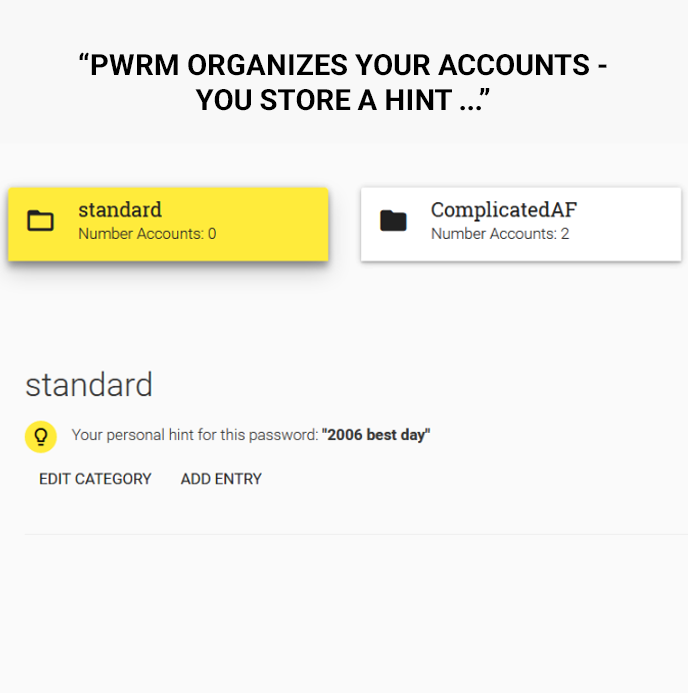 “PWRM ORGANIZES YOUR ACCOUNTS -
YOU STORE A HINT ...”
standard
Number Accounts: 0
ComplicatedAF
Number Accounts: 2
standard
Your personal hint for this password: "2006 best day"
EDIT CATEGORY ADD ENTRY